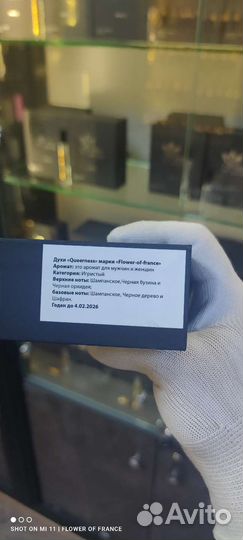 Духи «Queerness» марки «Flower-of-france»
Аромат: это аромат для мужчин и женщин
Категория: Игристый
Верхние ноты: Шампанское,Черная бузина и
Черная орхидея;
базовые ноты: Шампанское, Черное дерево и
Шафран.
Годен до 4.02.2026
SHOT ON MI 11 | FLOWER OF FRANCE
Avito